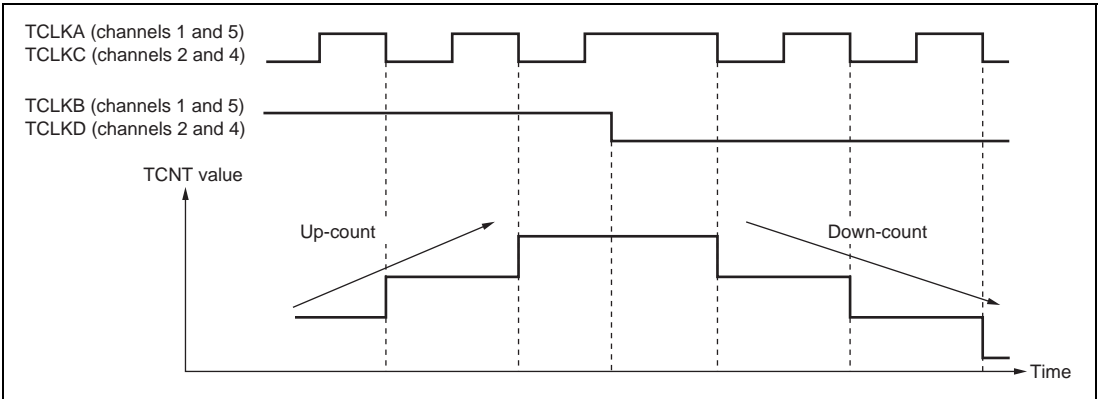 TCLKA (channels 1 and 5)
TCLKC (channels 2 and 4)
TCLKB (channels 1 and 5)
TCLKD (channels 2 and 4)
TCNT value
Up-count
Down-count
Time